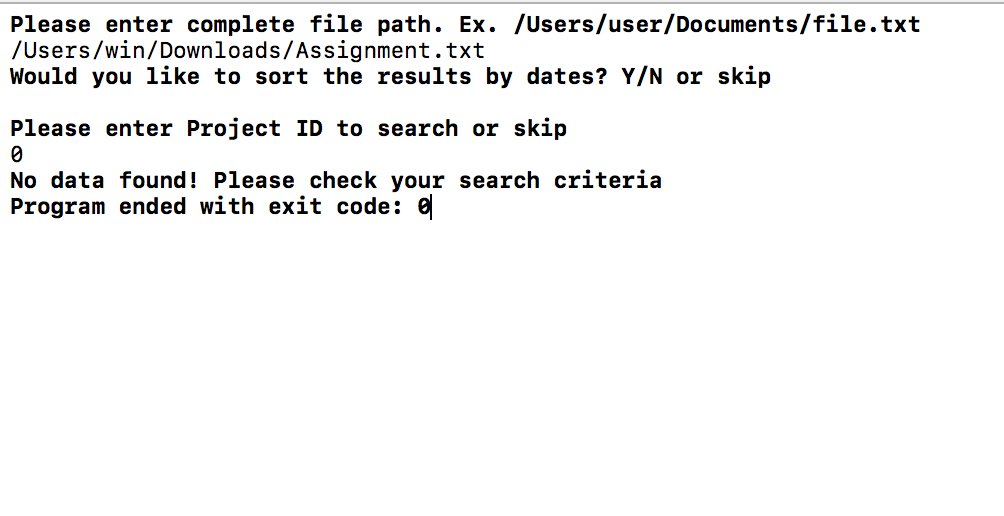 Please enter complete file path. Ex. /Users/user/Documents/file.txt
/Users/win/Downloads/Assignment.txt
Would you like to sort the results by dates? Y/N or skip

Please enter Project ID to search or skip
0
No data found! Please check your search criteria
Program ended with exit code: 0